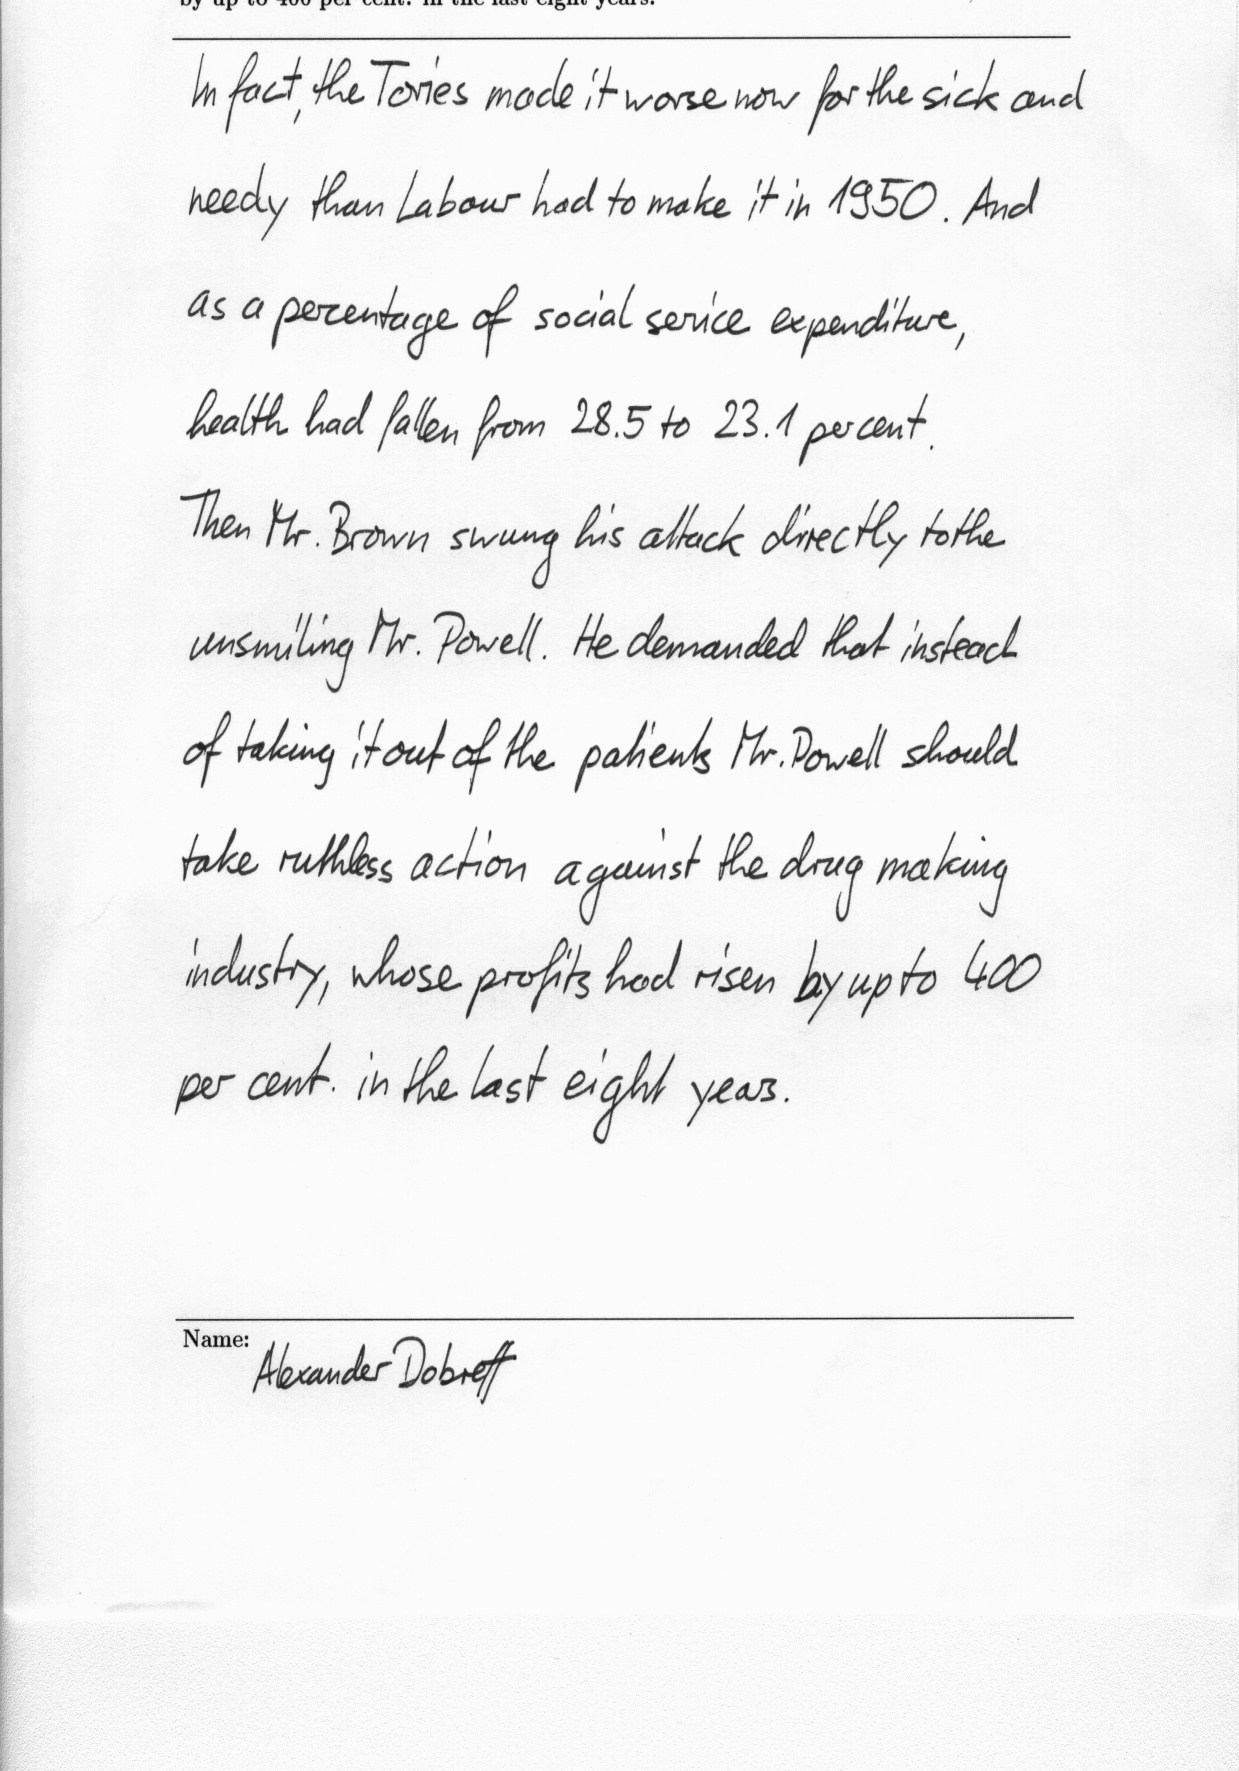 by up to 400 per cent. in the last eight years.
In fact, the Tories made it worse now for the sick and
needy than Labour had to make it in 1950. And
as a percentage of social serice expenditure,
health had fallen from 28.5 to 23.1 percent.
Then Mr. Brown swung his attack directly to the
unsmiling Mr. Powell. He demanded that instead
of taking it out of the patients Mr. Powell should
take ruthless action against the drug making
industry, whose profits had risen by up to 400
per cent. in the last eight years.
Name:
Alexander Dobreff